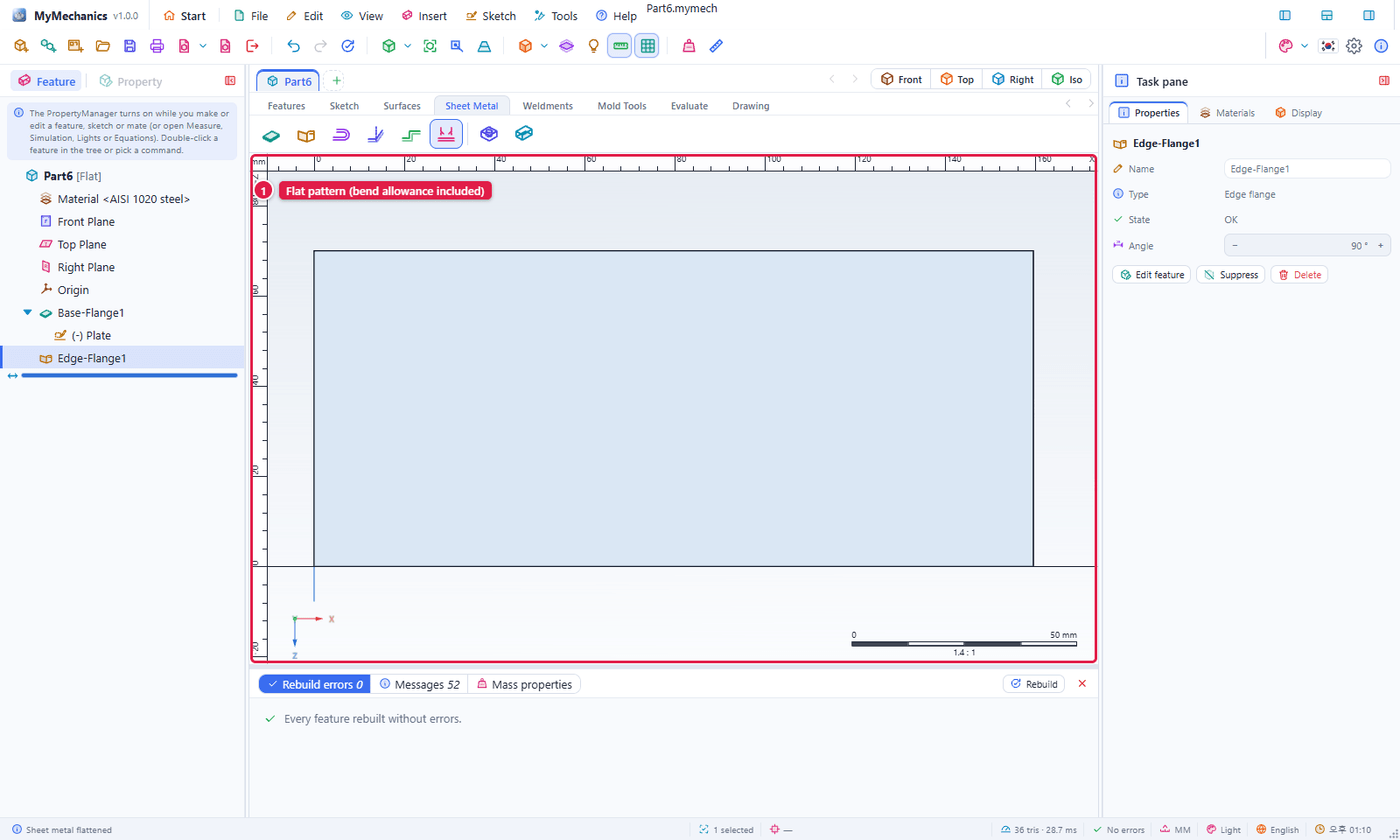 MyMechanics v1.0.0
Start
File
Edit
View
Insert
Sketch
Tools
Help
Part6.mymech
Feature
Property
The PropertyManager turns on while you make or
edit a feature, sketch or mate (or open Measure,
Simulation, Lights or Equations). Double-click a
feature in the tree or pick a command.
Part6 [Flat]
Material <AISI 1020 steel>
Front Plane
Top Plane
Right Plane
Origin
Base-Flange1
(-) Plate
Edge-Flange1
Part6
Front
Top
Right
Iso
Features
Sketch
Surfaces
Sheet Metal
Weldments
Mold Tools
Evaluate
Drawing
mm
0
20
40
60
80
100
120
140
160
1
Flat pattern (bend allowance included)
60
40
20
0
-20
X
Z
0
50 mm
1.4 : 1
Rebuild errors 0
Messages 52
Mass properties
Rebuild
Every feature rebuilt without errors.
Task pane
Properties
Materials
Display
Edge-Flange1
Name
Edge-Flange1
Type
Edge flange
State
OK
Angle
− 90 ° +
Edit feature
Suppress
Delete
Sheet metal flattened
1 selected
—
36 tris · 28.7 ms
No errors
MM
Light
English
오후 01:10